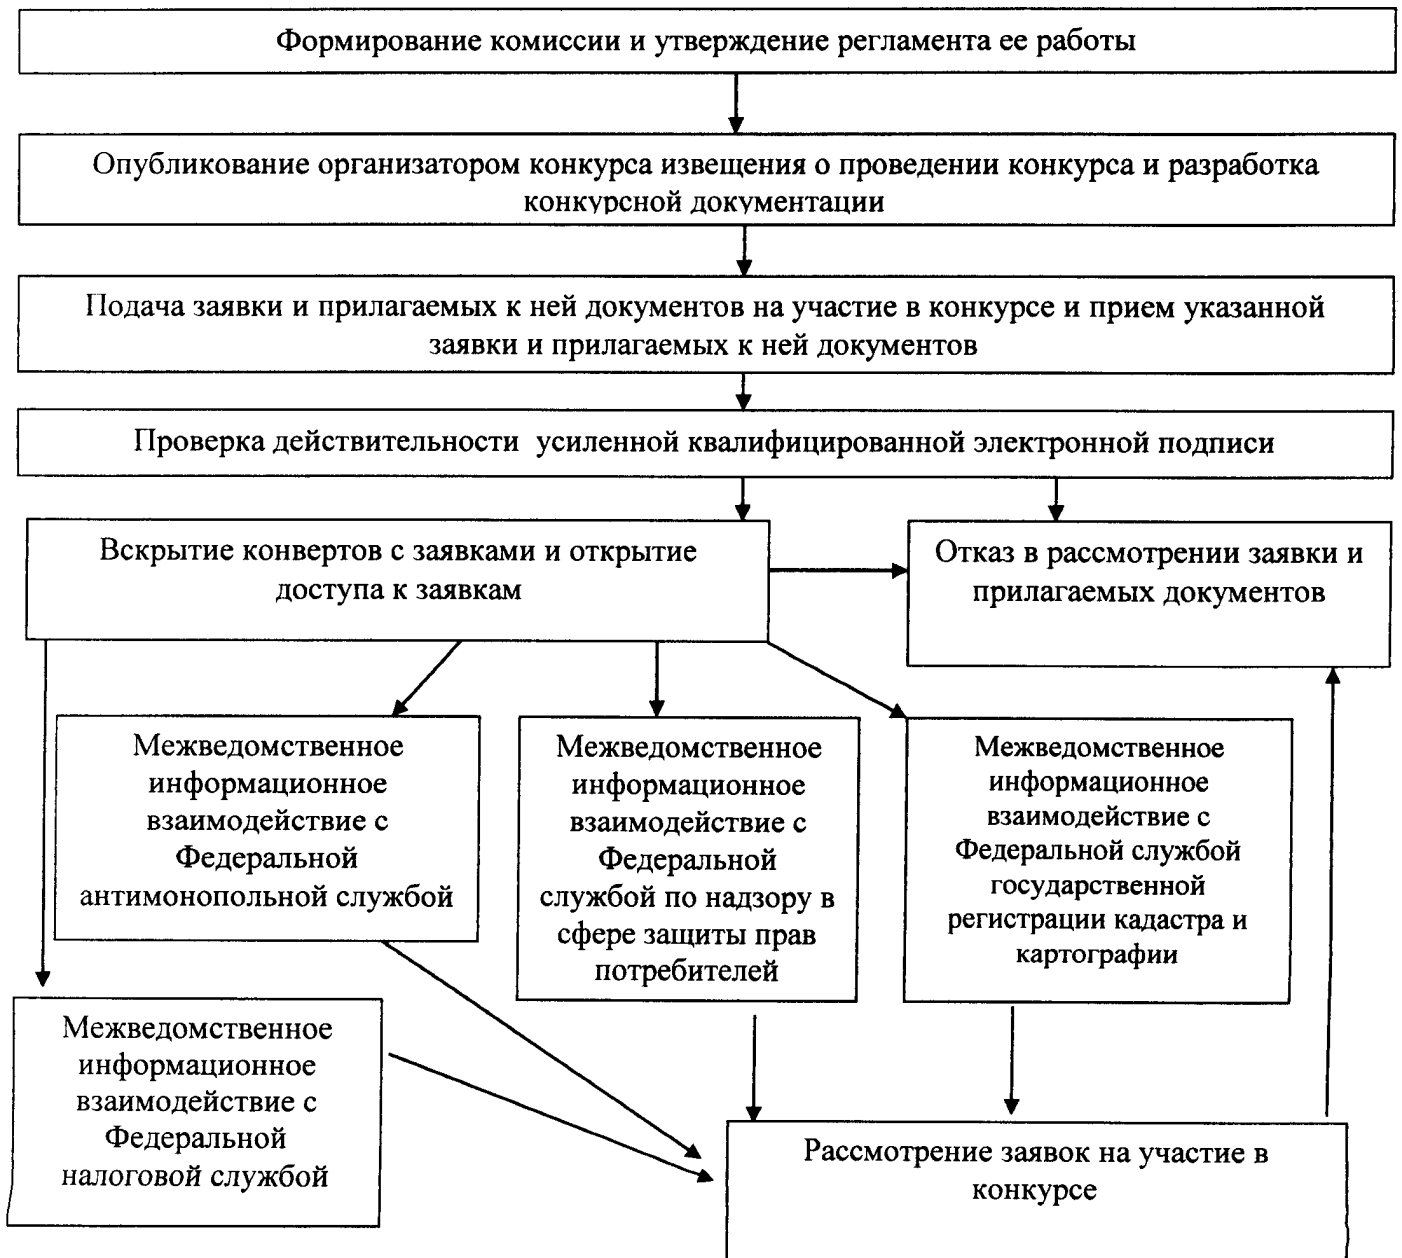 Формирование комиссии и утверждение регламента ее работы
Опубликование организатором конкурса извещения о проведении конкурса и разработка
конкурсной документации
Подача заявки и прилагаемых к ней документов на участие в конкурсе и прием указанной
заявки и прилагаемых к ней документов
Проверка действительности усиленной квалифицированной электронной подписи
Вскрытие конвертов с заявками и открытие
доступа к заявкам
Отказ в рассмотрении заявки и
прилагаемых документов
Межведомственное
информационное
взаимодействие с
Федеральной
антимонопольной службой
Межведомственное
информационное
взаимодействие с
Федеральной
службой по надзору в
сфере защиты прав
потребителей
Межведомственное
информационное
взаимодействие с
Федеральной службой
государственной
регистрации кадастра и
картографии
Межведомственное
информационное
взаимодействие с
Федеральной
налоговой службой
Рассмотрение заявок на участие в
конкурсе